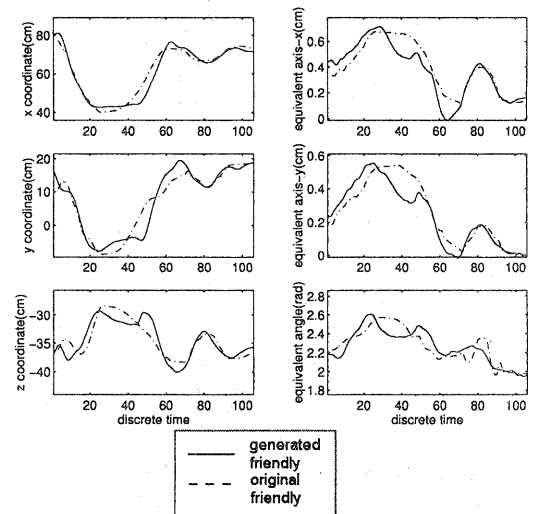 80
60
40
x coordinate(cm)
20 40 60 80 100
0.6
0.4
0.2
0
equivalent axis-x(cm)
20 40 60 80 100
20
10
0
y coordinate(cm)
20 40 60 80 100
0.6
0.4
0.2
0
equivalent axis-y(cm)
20 40 60 80 100
-30
-35
-40
z coordinate(cm)
20 40 60 80 100
discrete time
2.8
2.6
2.4
2.2
2
1.8
equivalent angle(rad)
20 40 60 80 100
discrete time
generated
friendly
original
friendly